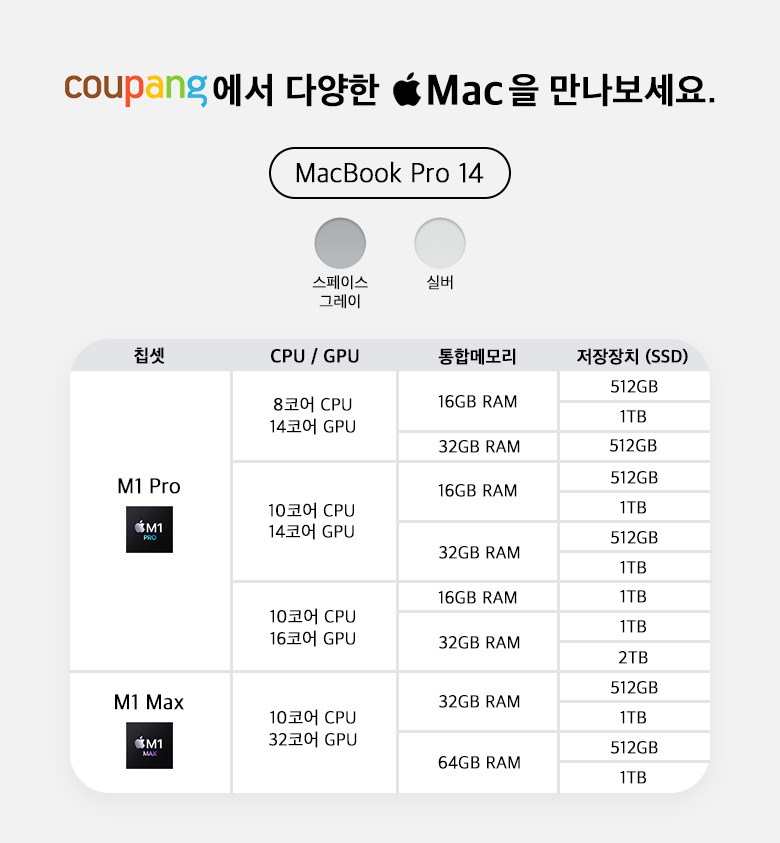 coupang에서 다양한 Mac을 만나보세요.
MacBook Pro 14
스페이스
그레이
실버
칩셋
CPU / GPU
통합메모리
저장장치 (SSD)
M1 Pro
M1
PRO
8코어 CPU
14코어 GPU
16GB RAM
512GB
1TB
32GB RAM
512GB
10코어 CPU
14코어 GPU
16GB RAM
512GB
1TB
32GB RAM
512GB
1TB
10코어 CPU
16코어 GPU
16GB RAM
1TB
32GB RAM
1TB
2TB
M1 Max
M1
MAX
10코어 CPU
32코어 GPU
32GB RAM
512GB
1TB
64GB RAM
512GB
1TB